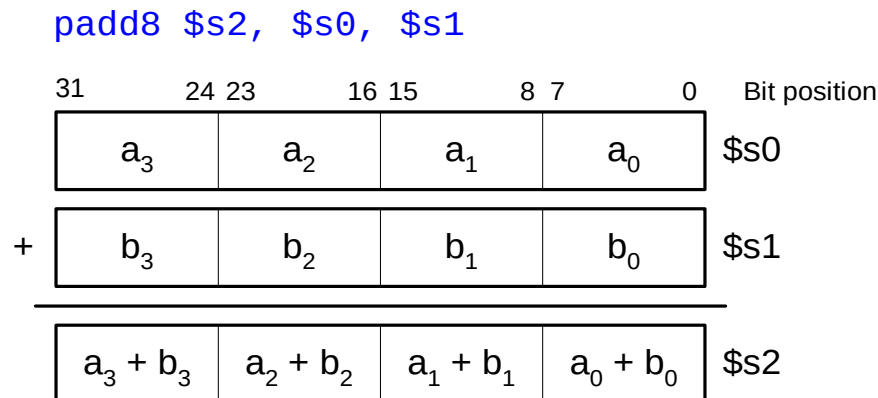 padd8 $s2, $s0, $s1
31 24 23 16 15 8 7 0 Bit position
a3 a2 a1 a0 $s0
+ b3 b2 b1 b0 $s1
a3 + b3 a2 + b2 a1 + b1 a0 + b0 $s2